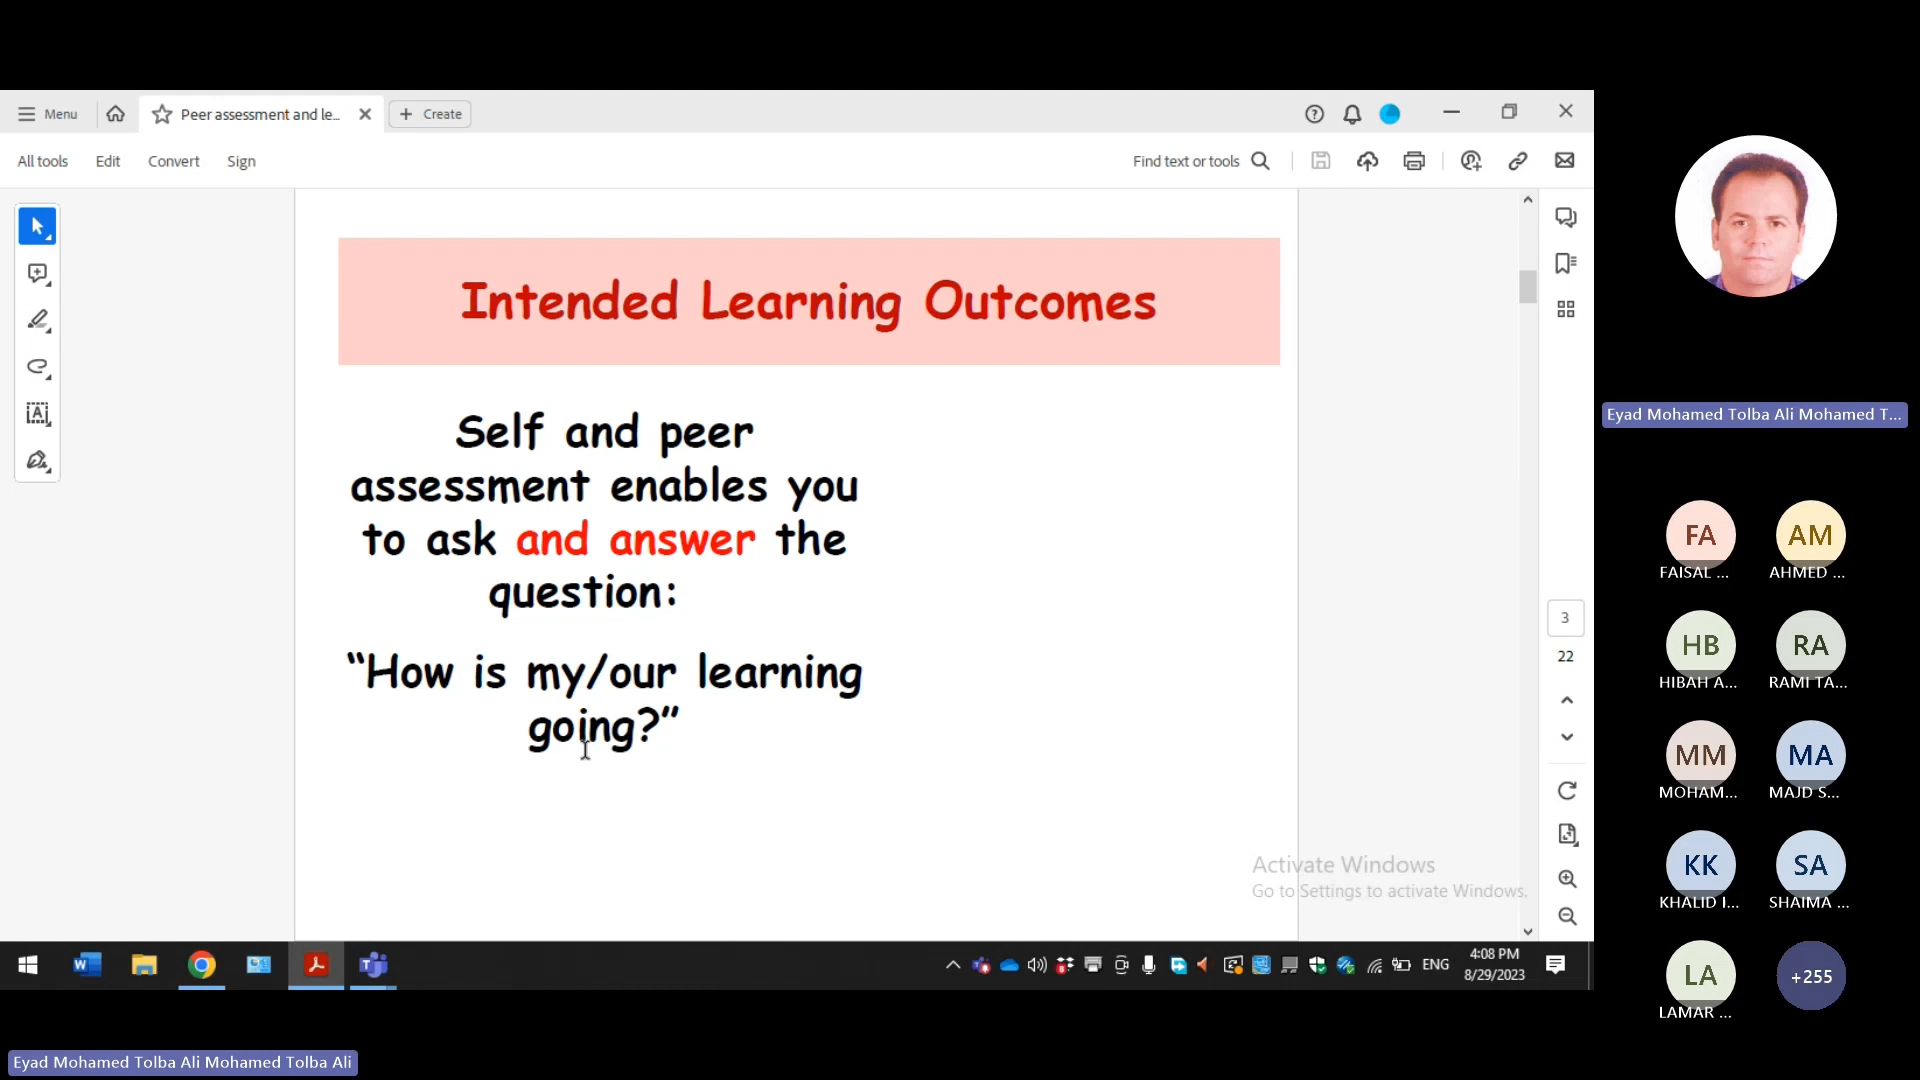 Menu
Peer assessment and le...
Create
All tools
Edit
Convert
Sign
Find text or tools
Intended Learning Outcomes
Self and peer
assessment enables you
to ask and answer the
question:
“How is my/our learning
going?”
3
22
Activate Windows
Go to Settings to activate Windows.
ENG
4:08 PM
8/29/2023
Eyad Mohamed Tolba Ali Mohamed T...
FA
AM
FAISAL ...
AHMED ...
HB
RA
HIBAH A...
RAMI TA...
MM
MA
MOHAM...
MAJD S...
KK
SA
KHALID I...
SHAIMA ...
LA
+255
LAMAR ...
Eyad Mohamed Tolba Ali Mohamed Tolba Ali